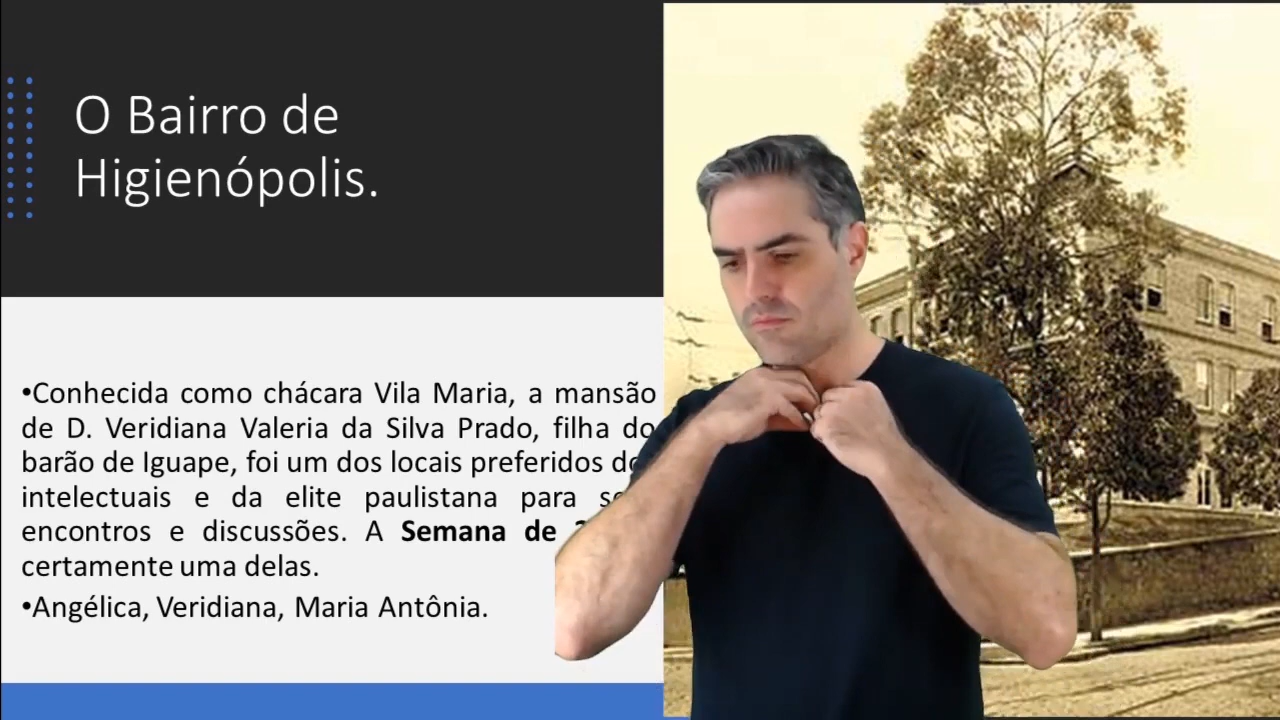 O Bairro de
Higienópolis.
•Conhecida como chácara Vila Maria, a mansão
de D. Veridiana Valeria da Silva Prado, filha do
barão de Iguape, foi um dos locais preferidos
intelectuais e da elite paulistana para
encontros e discussões. A Semana de
certamente uma delas.
•Angélica, Veridiana, Maria Antônia.